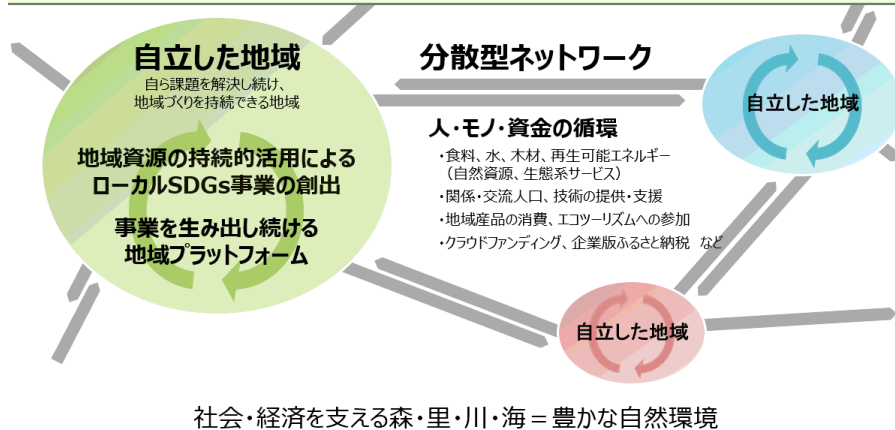 自立した地域
自ら課題を解決し続け、
地域づくりを持続できる地域
地域資源の持続的活用による
ローカルSDGs事業の創出
事業を生み出し続ける
地域プラットフォーム
分散型ネットワーク
人・モノ・資金の循環
・食料、水、木材、再生可能エネルギー
（自然資源、生態系サービス）
・関係・交流人口、技術の提供・支援
・地域産品の消費、エコツーリズムへの参加
・クラウドファンディング、企業版ふるさと納税 など
自立した地域
自立した地域
社会・経済を支える森・里・川・海＝豊かな自然環境